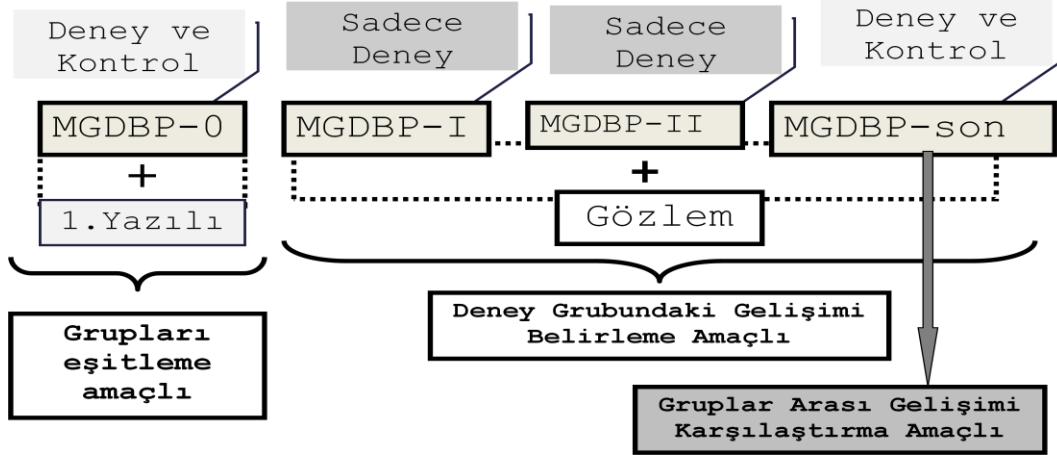 Deney ve
Kontrol
Sadece
Deney
Sadece
Deney
Deney ve
Kontrol
MGDBP-0
MGDBP-I
MGDBP-II
MGDBP-son
+
+
1.Yazılı
Gözlem
Grupları
eşitleme
amaçlı
Deney Grubundaki Gelişimi
Belirleme Amaçlı
Gruplar Arası Gelişimi
Karşılaştırma Amaçlı